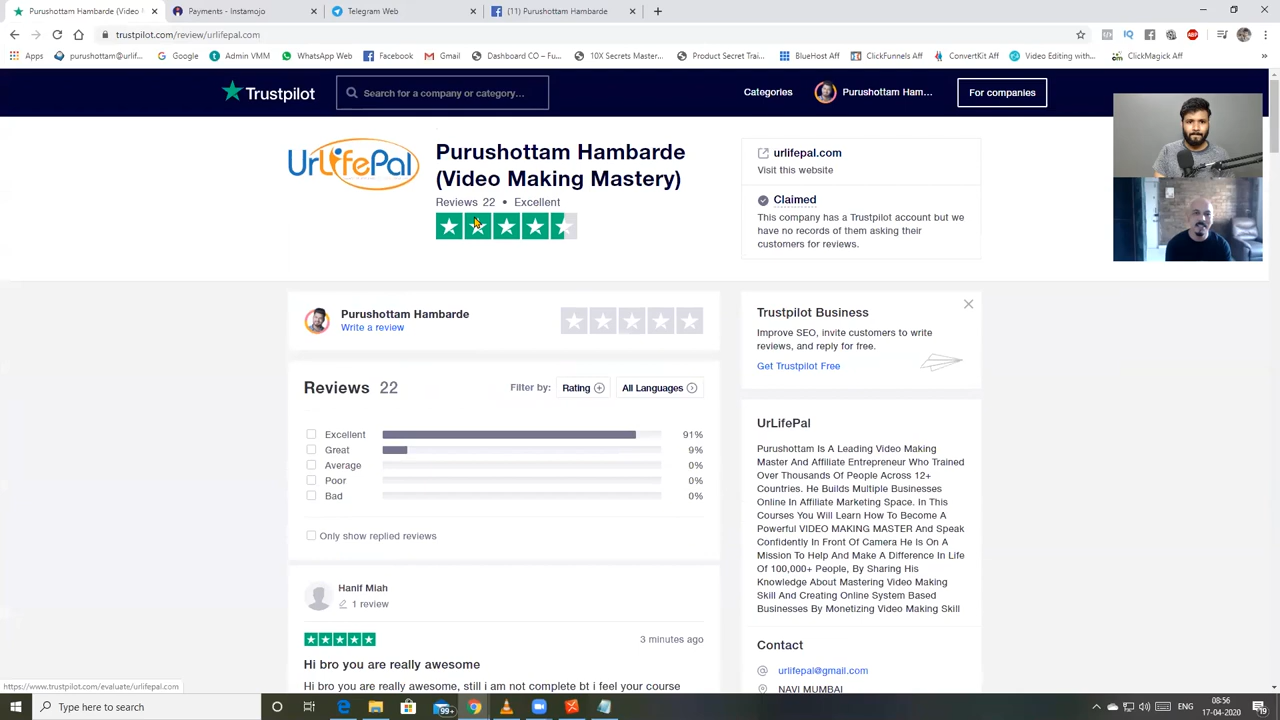 Purushottam Hambarde (Video M
Payments - Instamojo
Telegram Web
(11) Purushottam Hambarde
trustpilot.com/review/urlifepal.com
Apps
purushottam@urlif...
Google
Admin VMM
WhatsApp Web
Facebook
Gmail
Dashboard CO – Fu...
10X Secrets Master...
Product Secret Trai...
BlueHost Aff
ClickFunnels Aff
ConvertKit Aff
Video Editing with...
ClickMagick Aff
Trustpilot
Search for a company or category...
Categories
Purushottam Ham...
For companies
UrLifePal
Purushottam Hambarde
(Video Making Mastery)
Reviews 22 • Excellent
urlifepal.com
Visit this website
Claimed
This company has a Trustpilot account but we
have no records of them asking their
customers for reviews.
Purushottam Hambarde
Write a review
Reviews 22
Filter by:
Rating
All Languages
Excellent 91%
Great 9%
Average 0%
Poor 0%
Bad 0%
Only show replied reviews
Hanif Miah
1 review
3 minutes ago
Hi bro you are really awesome
Hi bro you are really awesome, still i am not complete bt i feel your course
Trustpilot Business
Improve SEO, invite customers to write
reviews, and reply for free.
Get Trustpilot Free
UrLifePal
Purushottam Is A Leading Video Making
Master And Affiliate Entrepreneur Who Trained
Over Thousands Of People Across 12+
Countries. He Builds Multiple Businesses
Online In Affiliate Marketing Space. In This
Courses You Will Learn How To Become A
Powerful VIDEO MAKING MASTER And Speak
Confidently In Front Of Camera He Is On A
Mission To Help And Make A Difference In Life
Of 100,000+ People, By Sharing His
Knowledge About Mastering Video Making
Skill And Creating Online System Based
Businesses By Monetizing Video Making Skill
Contact
urlifepal@gmail.com
NAVI MUMBAI
https://www.trustpilot.com/evaluate/urlifepal.com
Type here to search
99+
ENG
08:56
17-04-2020